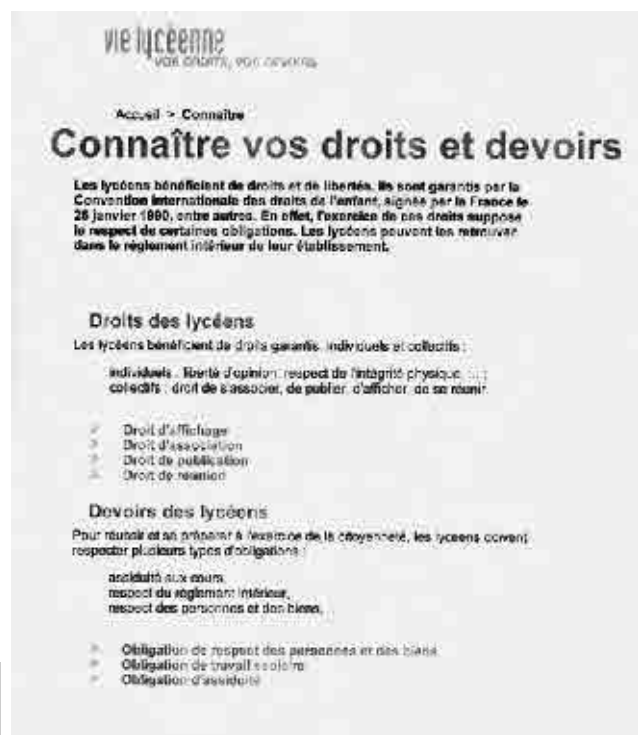 vie lycéenne
VOS DROITS, VOS DEVOIRS
Accueil > Connaître
Connaître vos droits et devoirs
Les lycéens bénéficient de droits et de libertés. Ils sont garantis par la
Convention internationale des droits de l'enfant, signée par la France le
26 janvier 1990, entre autres. En effet, l'exercice de ces droits suppose
le respect de certaines obligations. Les lycéens peuvent les retrouver
dans le règlement intérieur de leur établissement.
Droits des lycéens
Les lycéens bénéficient de droits garantis, individuels et collectifs :
individuels : liberté d'opinion, respect de l'intégrité physique, ... ;
collectifs : droit de s'associer, de publier, d'afficher, de se réunir.
> Droit d'affichage
> Droit d'association
> Droit de publication
> Droit de réunion
Devoirs des lycéens
Pour réussir et se préparer à l'exercice de la citoyenneté, les lycéens doivent
respecter plusieurs types d'obligations :
assiduité aux cours,
respect du règlement intérieur,
respect des personnes et des biens,
> Obligation de respect des personnes et des biens
> Obligation de travail scolaire
> Obligation d'assiduité